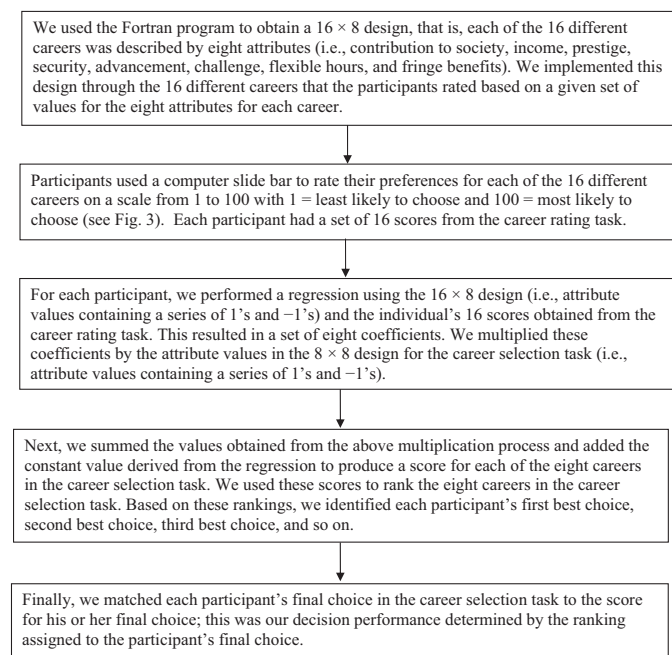 We used the Fortran program to obtain a 16 × 8 design, that is, each of the 16 different
careers was described by eight attributes (i.e., contribution to society, income, prestige,
security, advancement, challenge, flexible hours, and fringe benefits). We implemented this
design through the 16 different careers that the participants rated based on a given set of
values for the eight attributes for each career.
Participants used a computer slide bar to rate their preferences for each of the 16 different
careers on a scale from 1 to 100 with 1 = least likely to choose and 100 = most likely to
choose (see Fig. 3).  Each participant had a set of 16 scores from the career rating task.
For each participant, we performed a regression using the 16 × 8 design (i.e., attribute
values containing a series of 1’s and −1’s) and the individual’s 16 scores obtained from the
career rating task. This resulted in a set of eight coefficients. We multiplied these
coefficients by the attribute values in the 8 × 8 design for the career selection task (i.e.,
attribute values containing a series of 1’s and −1’s).
Next, we summed the values obtained from the above multiplication process and added the
constant value derived from the regression to produce a score for each of the eight careers
in the career selection task. We used these scores to rank the eight careers in the career
selection task. Based on these rankings, we identified each participant’s first best choice,
second best choice, third best choice, and so on.
Finally, we matched each participant’s final choice in the career selection task to the score
for his or her final choice; this was our decision performance determined by the ranking
assigned to the participant’s final choice.